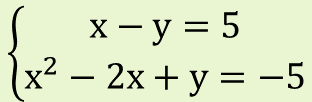 x − y = 5
x² − 2x + y = −5